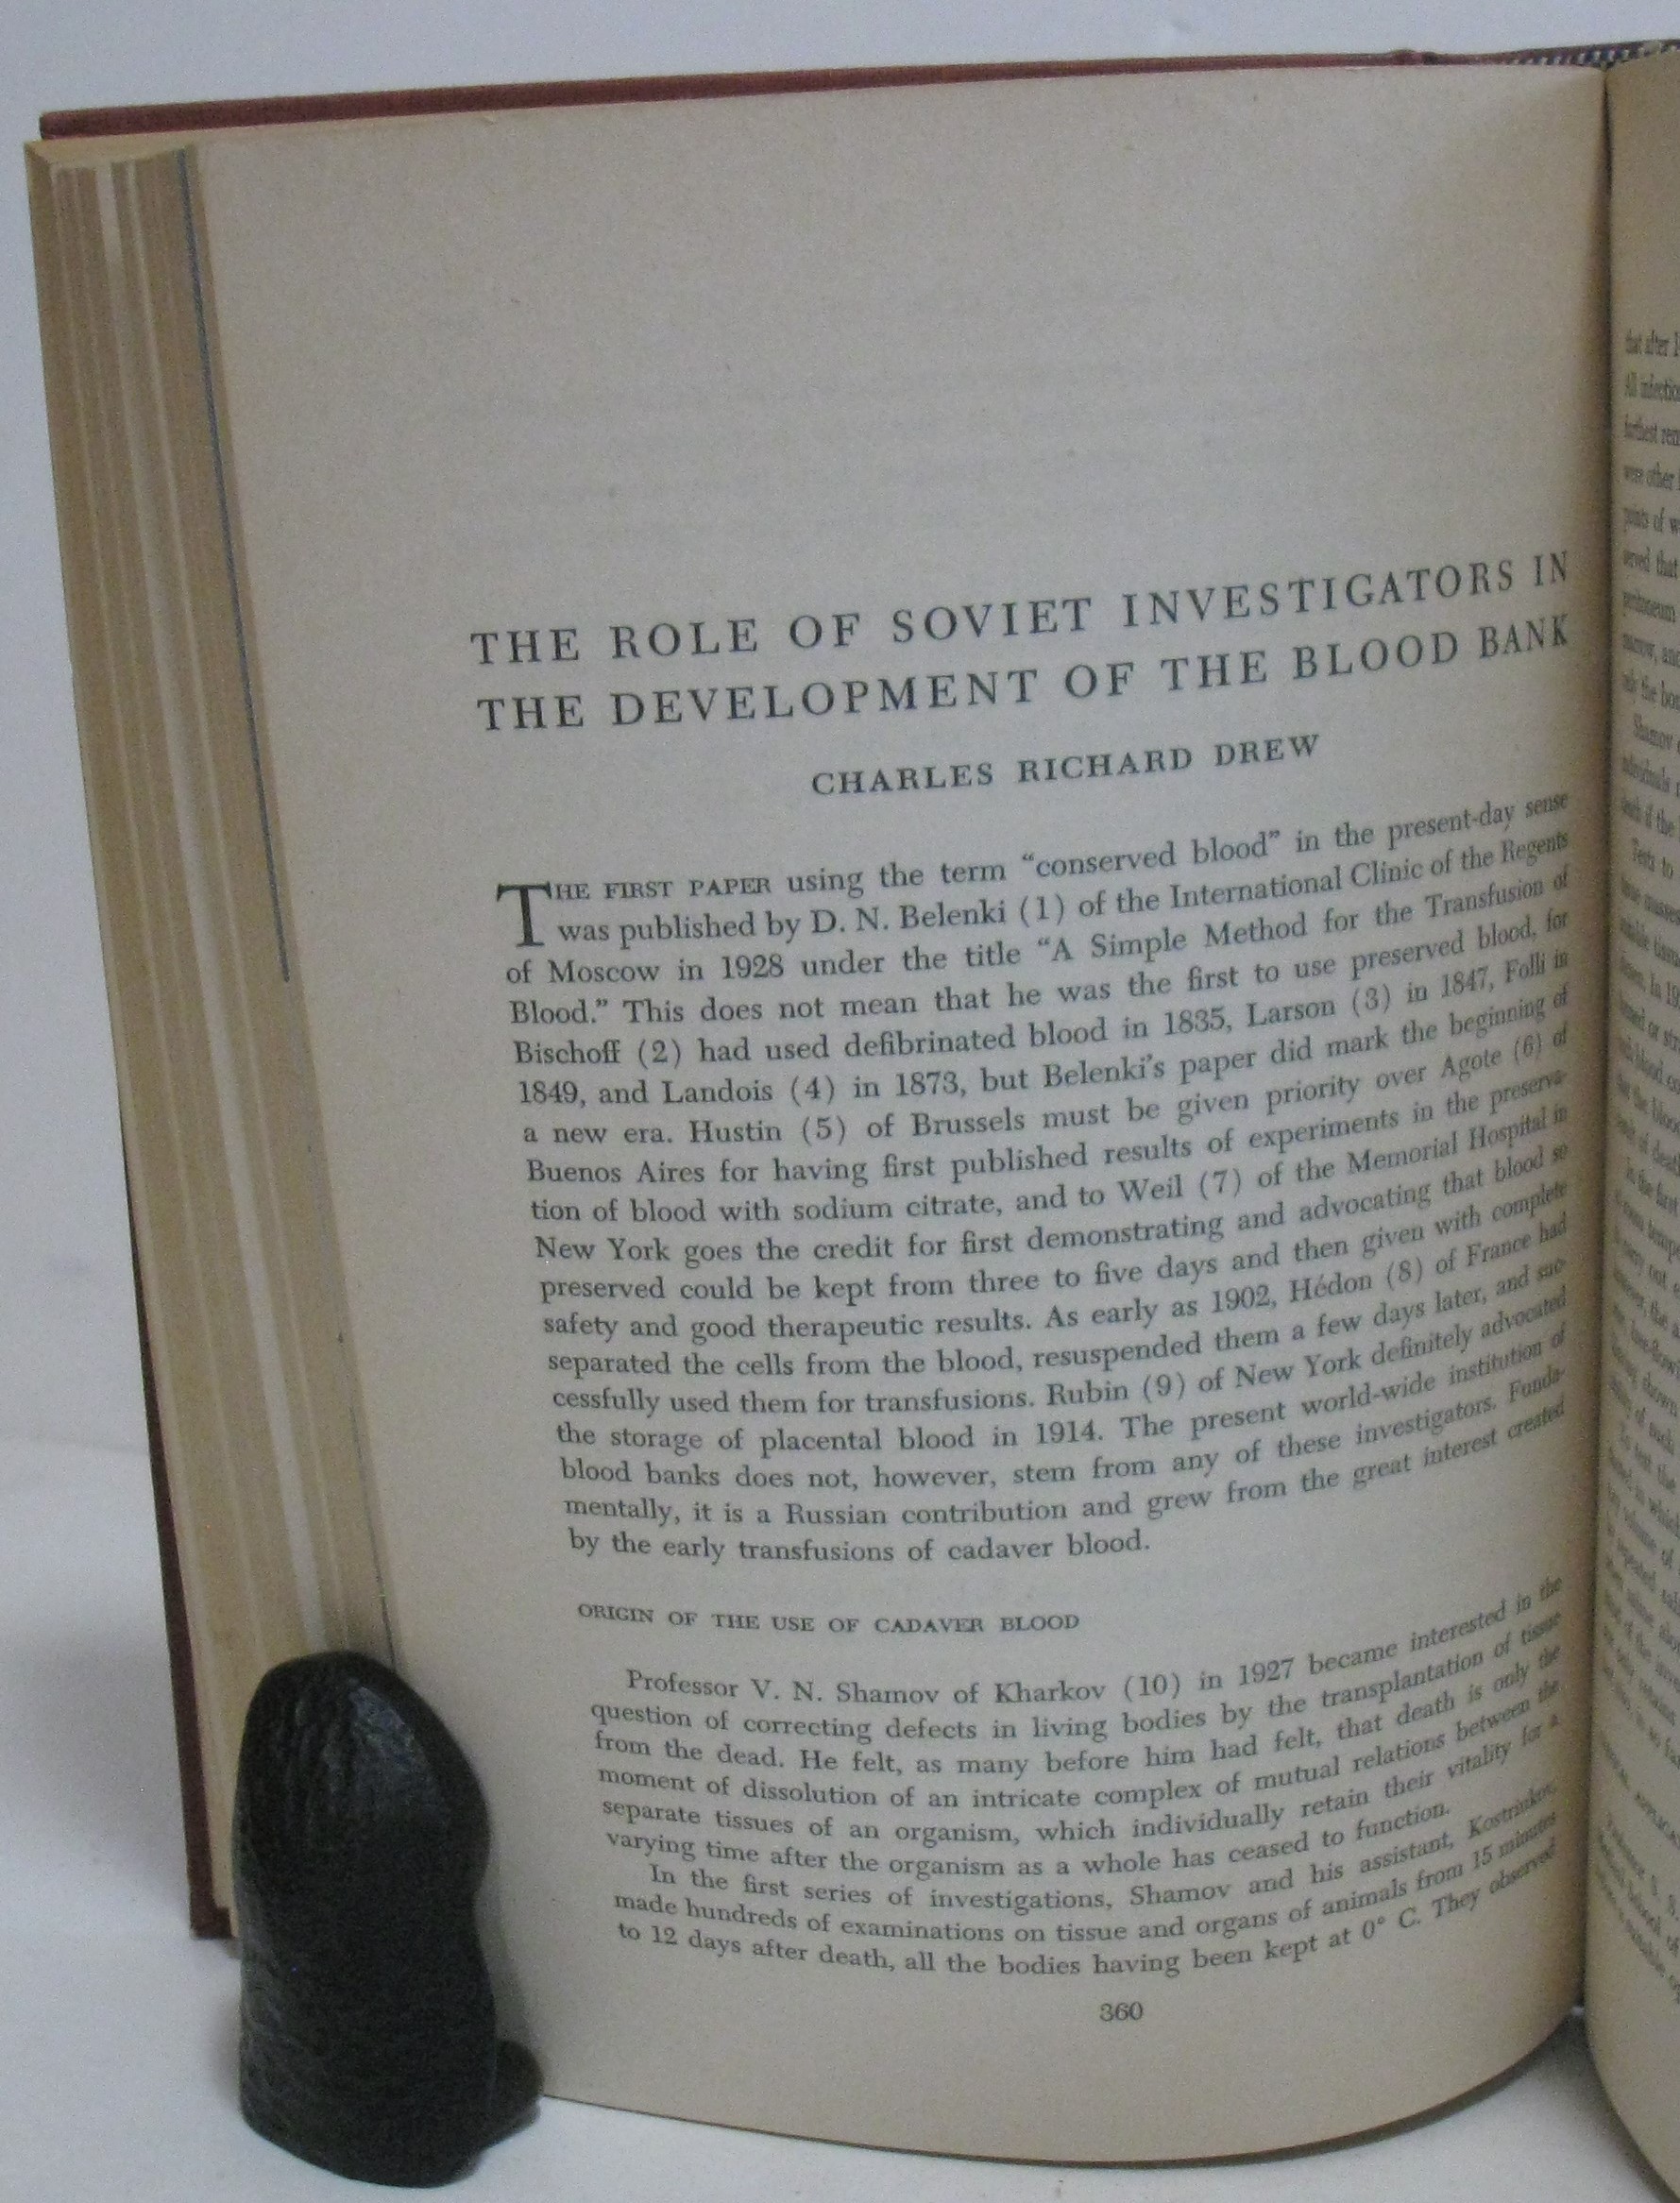 THE ROLE OF SOVIET INVESTIGATORS IN
THE DEVELOPMENT OF THE BLOOD BANK
CHARLES RICHARD DREW
THE FIRST PAPER using the term “conserved blood” in the present-day sense
was published by D. N. Belenki (1) of the International Clinic of the Regents
of Moscow in 1928 under the title “A Simple Method for the Transfusion of
Blood.” This does not mean that he was the first to use preserved blood, for
Bischoff (2) had used defibrinated blood in 1835, Larson (3) in 1847, Folli in
1849, and Landois (4) in 1873, but Belenki’s paper did mark the beginning of
a new era. Hustin (5) of Brussels must be given priority over Agote (6) of
Buenos Aires for having first published results of experiments in the preserva-
tion of blood with sodium citrate, and to Weil (7) of the Memorial Hospital in
New York goes the credit for first demonstrating and advocating that blood so
preserved could be kept from three to five days and then given with complete
safety and good therapeutic results. As early as 1902, Hédon (8) of France had
separated the cells from the blood, resuspended them a few days later, and suc-
cessfully used them for transfusions. Rubin (9) of New York definitely advocated
the storage of placental blood in 1914. The present world-wide institution of
blood banks does not, however, stem from any of these investigators. Funda-
mentally, it is a Russian contribution and grew from the great interest created
by the early transfusions of cadaver blood.
ORIGIN OF THE USE OF CADAVER BLOOD
Professor V. N. Shamov of Kharkov (10) in 1927 became interested in the
question of correcting defects in living bodies by the transplantation of tissue
from the dead. He felt, as many before him had felt, that death is only the
moment of dissolution of an intricate complex of mutual relations between the
separate tissues of an organism, which individually retain their vitality for a
varying time after the organism as a whole has ceased to function.
In the first series of investigations, Shamov and his assistant, Kostriukov,
made hundreds of examinations on tissue and organs of animals from 15 minutes
to 12 days after death, all the bodies having been kept at 0° C. They observed
360
that after
All
were other
served that
Shamov
Tests to